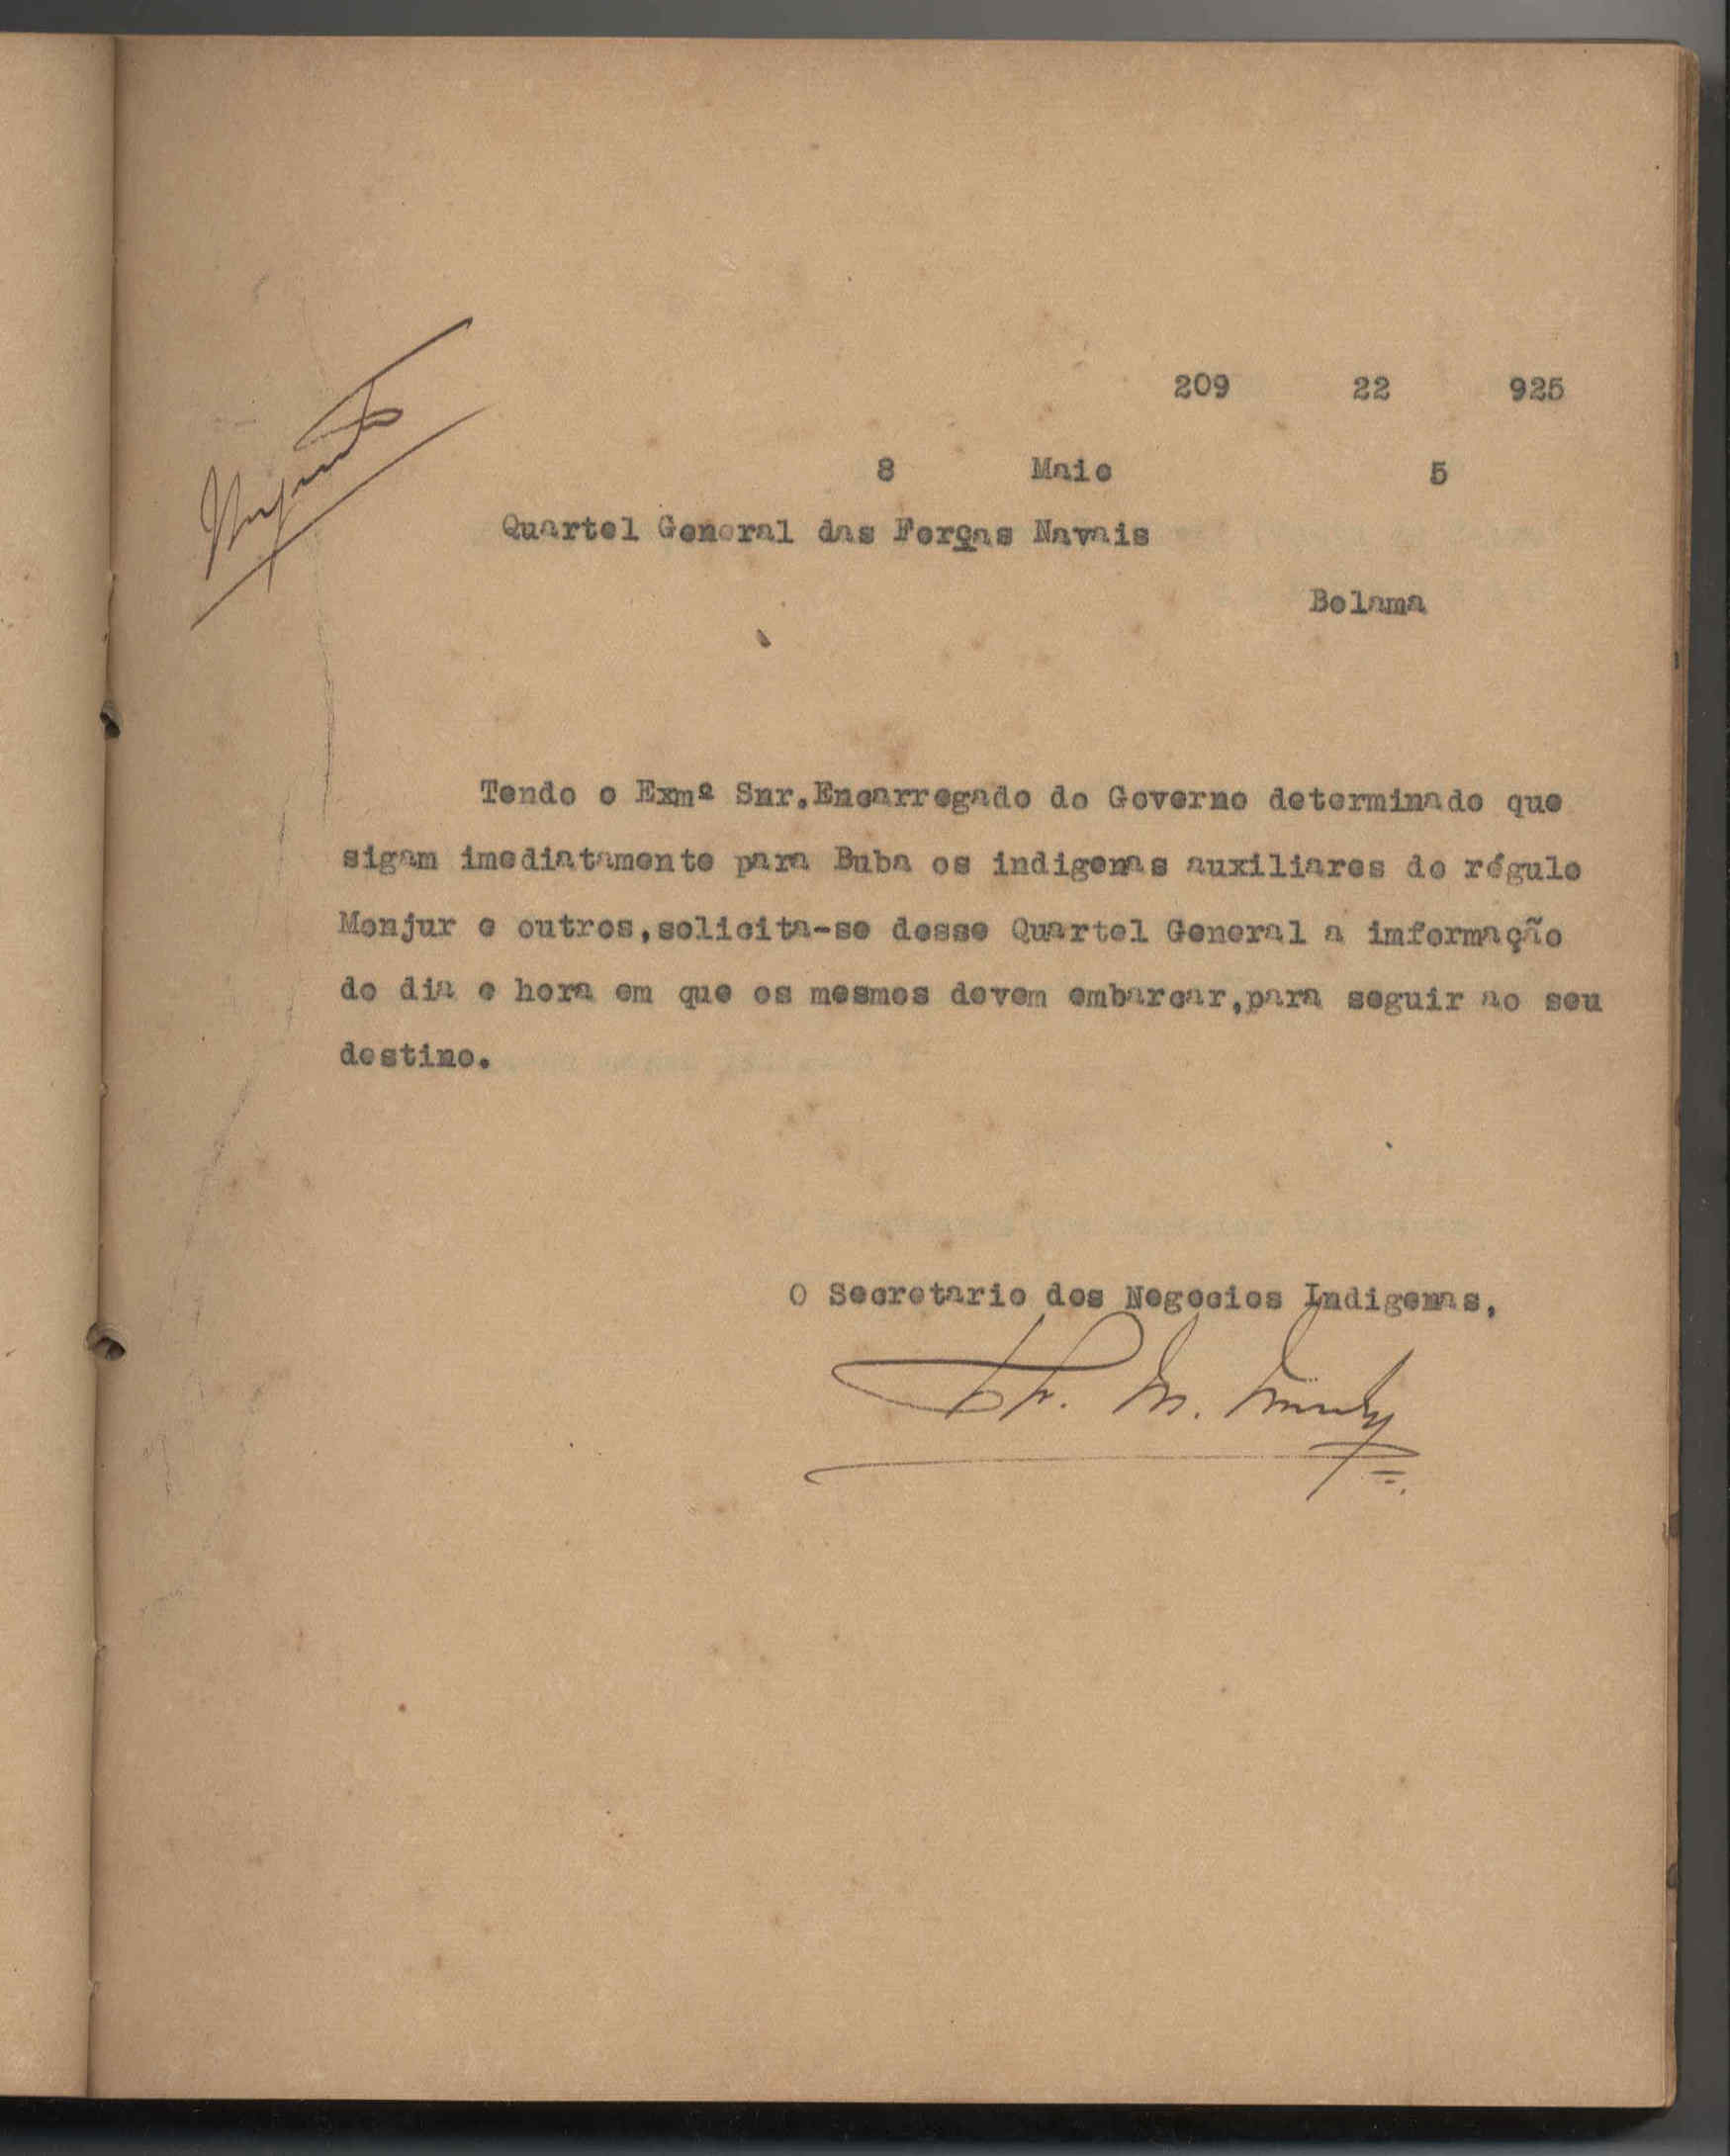 Urgente
209 22 925
8 Maio 5
Quartel General das Forças Navais
Bolama
Tendo o Exmº Snr.Encarregado do Governo determinado que
sigam imediatamente para Buba os indigenas auxiliares do régulo
Monjur e outros,solicita-se desse Quartel General a imformação
do dia e hora em que os mesmos devem embarcar,para seguir ao seu
destino.
O Secretario dos Negocios Indigenas,